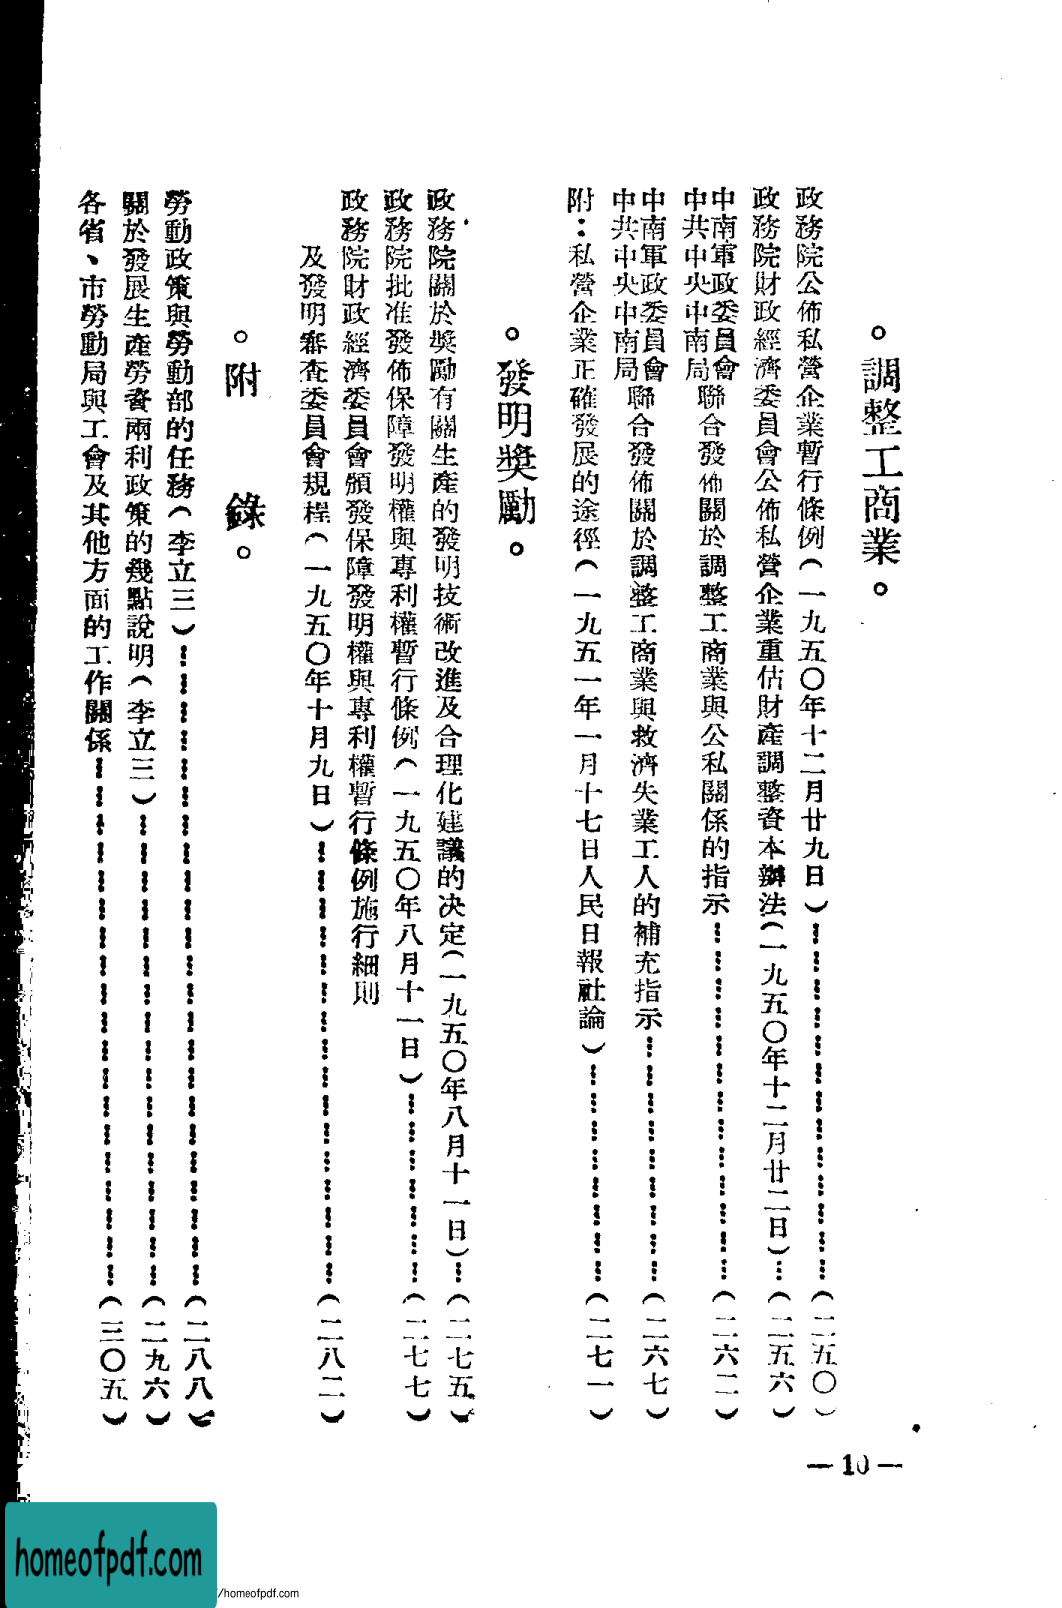 。調整工商業。
政務院公佈私營企業暫行條例（一九五〇年十二月廿九日）……（二五〇）
政務院財政經濟委員會公佈私營企業重估財產調整資本辦法（一九五〇年十二月廿二日）…（二五六）
中南軍政委員會
中共中央中南局聯合發佈關於調整工商業與公私關係的指示……（二六二）
中南軍政委員會
中共中央中南局聯合發佈關於調整工商業與救濟失業工人的補充指示……（二六七）
附：私營企業正確發展的途徑（一九五一年一月十七日人民日報社論）……（二七一）
。發明獎勵。
政務院關於獎勵有關生產的發明技術改進及合理化建議的決定（一九五〇年八月十一日）…（二七五）
政務院批准發佈保障發明權與專利權暫行條例（一九五〇年八月十一日）……（二七七）
政務院財政經濟委員會頒發保障發明權與專利權暫行條例施行細則
及發明審查委員會規程（一九五〇年十月九日）……（二八二）
。附錄。
勞動政策與勞動部的任務（李立三）……（二八八）
關於發展生產勞資兩利政策的幾點說明（李立三）……（二九六）
各省、市勞動局與工會及其他方面的工作關係……（三〇五）
—10—
homeofpdf.com
/homeofpdf.com